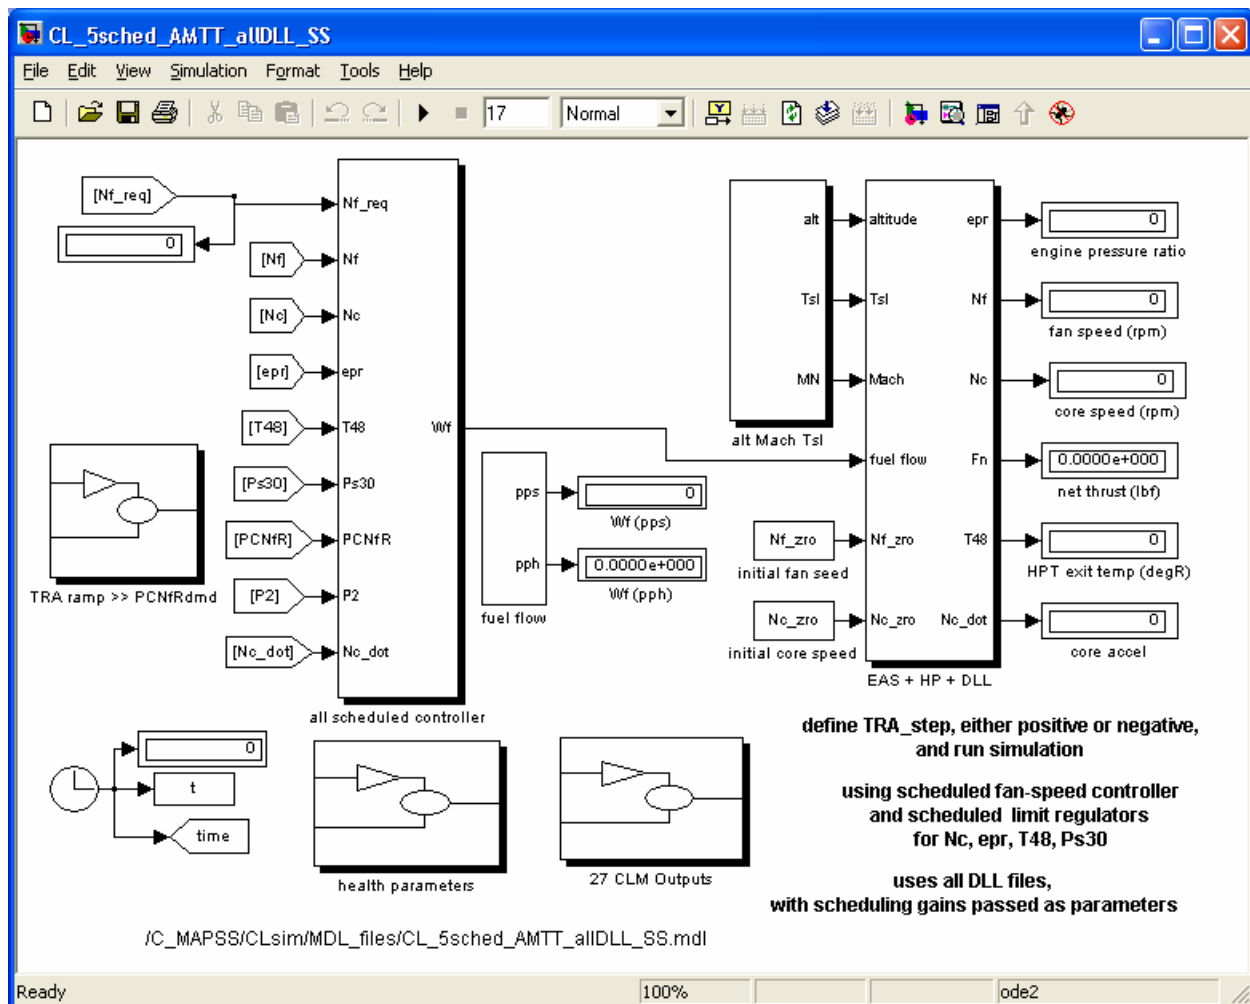 CL_5sched_AMTT_allDLL_SS
File Edit View Simulation Format Tools Help
17 Normal
[Nf_req]
0
[Nf]
[Nc]
[epr]
[T48]
[Ps30]
[PCNfR]
[P2]
[Nc_dot]
Nf_req
Nf
Nc
epr
T48
Ps30
PCNfR
P2
Nc_dot
Wf
all scheduled controller
TRA ramp >> PCNfRdmd
pps
pph
fuel flow
0
Wf (pps)
0.0000e+000
Wf (pph)
alt
Tsl
MN
alt Mach Tsl
Nf_zro
initial fan seed
Nc_zro
initial core speed
altitude
Tsl
Mach
fuel flow
Nf_zro
Nc_zro
epr
Nf
Nc
Fn
T48
Nc_dot
EAS + HP + DLL
0
engine pressure ratio
0
fan speed (rpm)
0
core speed (rpm)
0.0000e+000
net thrust (lbf)
0
HPT exit temp (degR)
0
core accel
0
t
time
health parameters
27 CLM Outputs
define TRA_step, either positive or negative,
and run simulation
using scheduled fan-speed controller
and scheduled limit regulators
for Nc, epr, T48, Ps30
uses all DLL files,
with scheduling gains passed as parameters
/C_MAPSS/CLsim/MDL_files/CL_5sched_AMTT_allDLL_SS.mdl
Ready 100% ode2